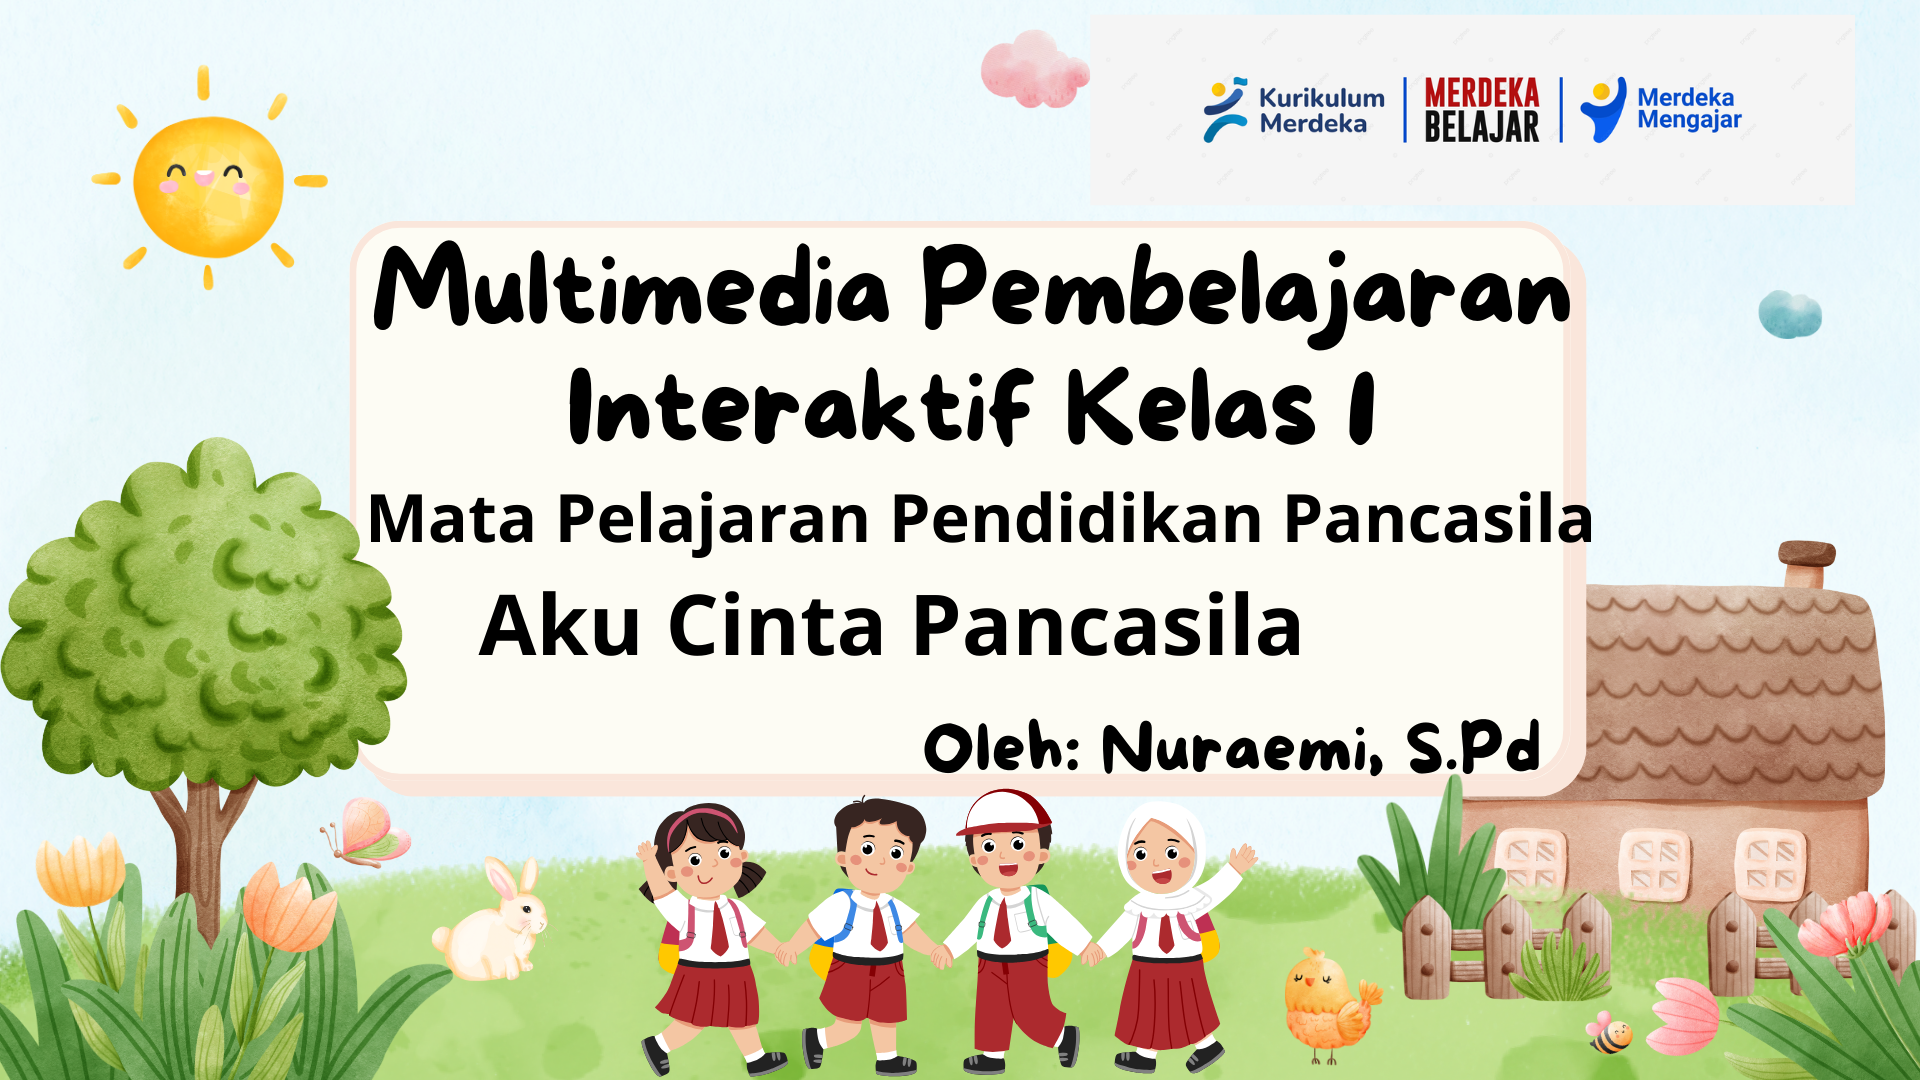 Kurikulum
Merdeka
MERDEKA
BELAJAR
Merdeka
Mengajar
Multimedia Pembelajaran
Interaktif Kelas 1
Mata Pelajaran Pendidikan Pancasila
Aku Cinta Pancasila
Oleh: Nuraemi, S.Pd